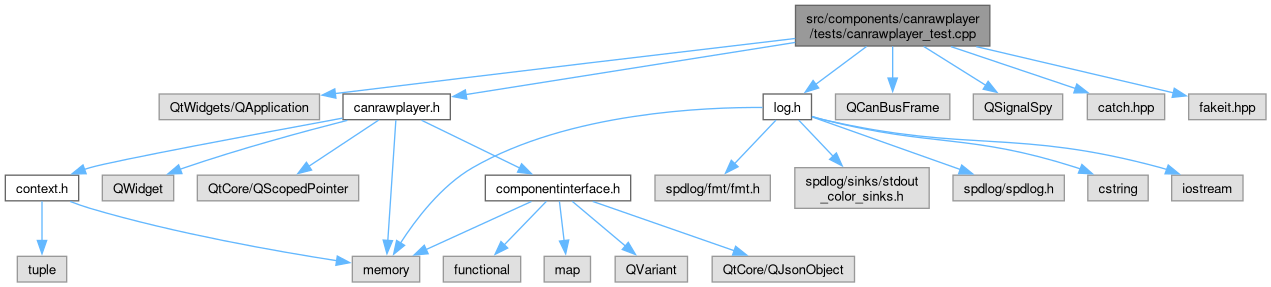 src/components/canrawplayer
/tests/canrawplayer_test.cpp
QtWidgets/QApplication
canrawplayer.h
log.h
QCanBusFrame
QSignalSpy
catch.hpp
fakeit.hpp
context.h
QWidget
QtCore/QScopedPointer
componentinterface.h
spdlog/fmt/fmt.h
spdlog/sinks/stdout
_color_sinks.h
spdlog/spdlog.h
cstring
iostream
tuple
memory
functional
map
QVariant
QtCore/QJsonObject